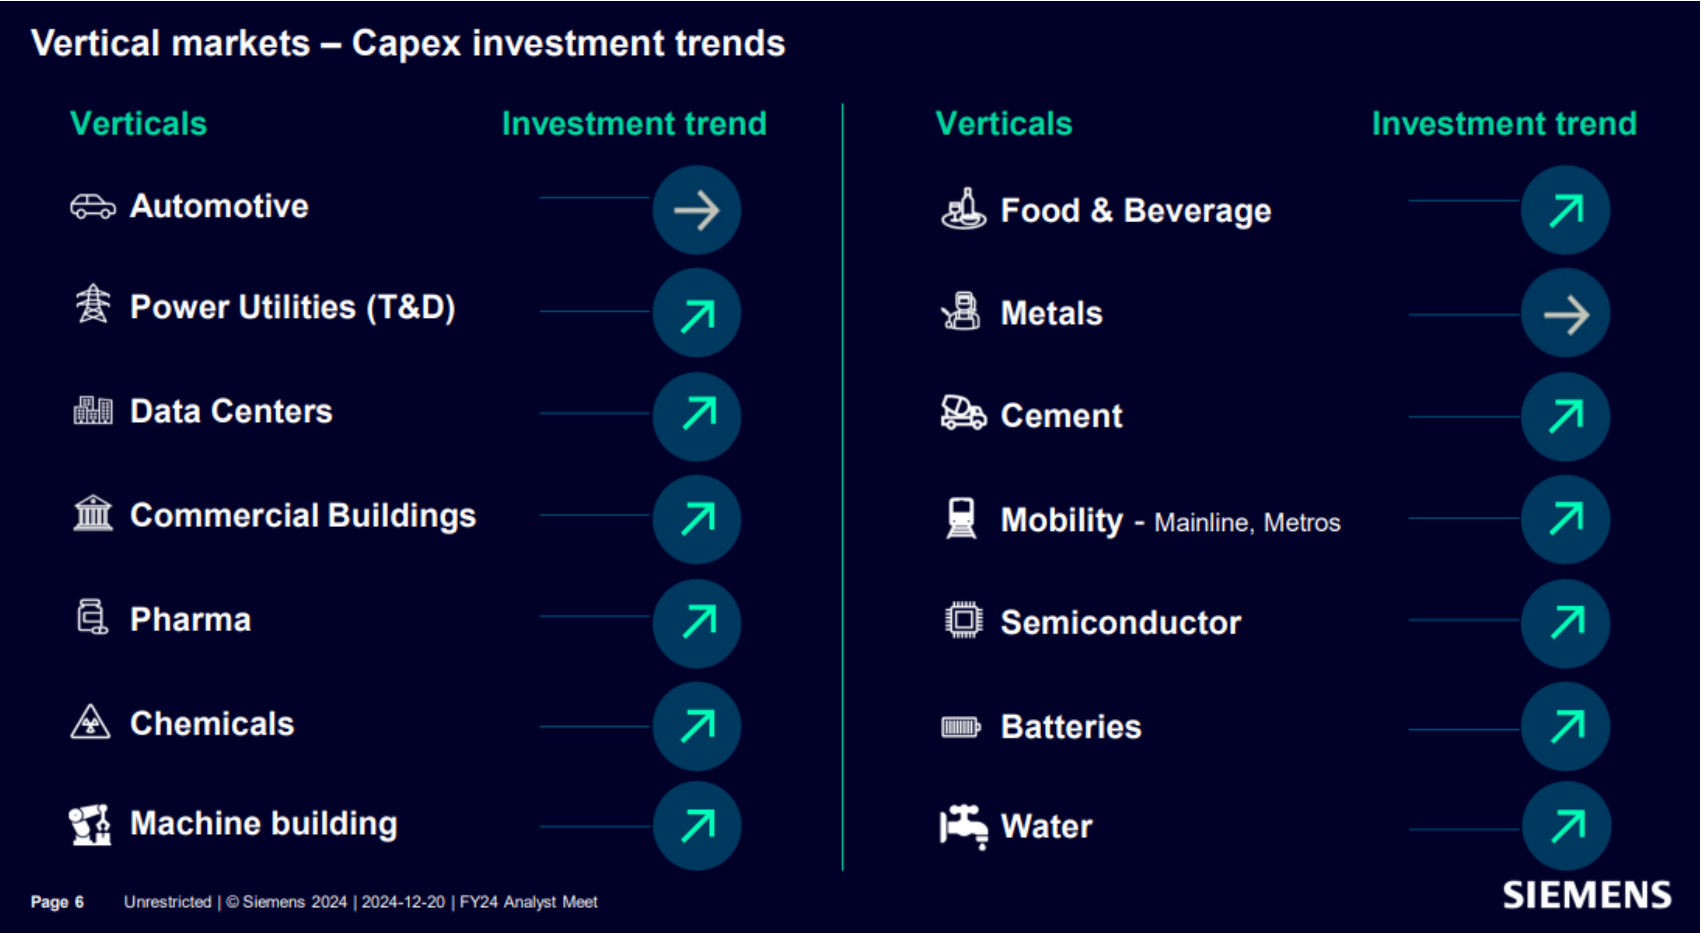 Vertical markets – Capex investment trends
Verticals
Investment trend
Automotive
Power Utilities (T&D)
Data Centers
Commercial Buildings
Pharma
Chemicals
Machine building
Verticals
Investment trend
Food & Beverage
Metals
Cement
Mobility - Mainline, Metros
Semiconductor
Batteries
Water
Page 6
Unrestricted | © Siemens 2024 | 2024-12-20 | FY24 Analyst Meet
SIEMENS